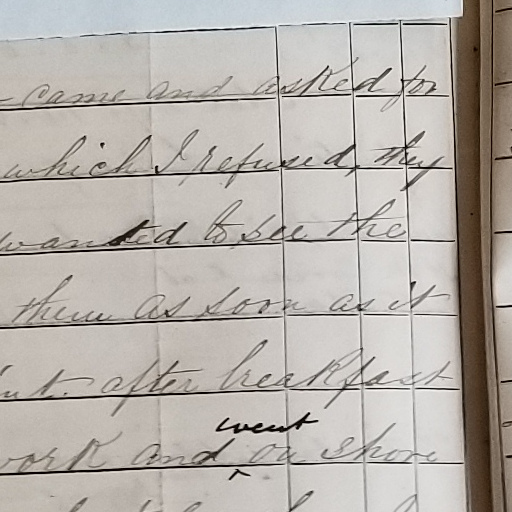 came and asked for
which I refused, they
wanted to see the
them as soon as it
after breakfast
work and went on shore